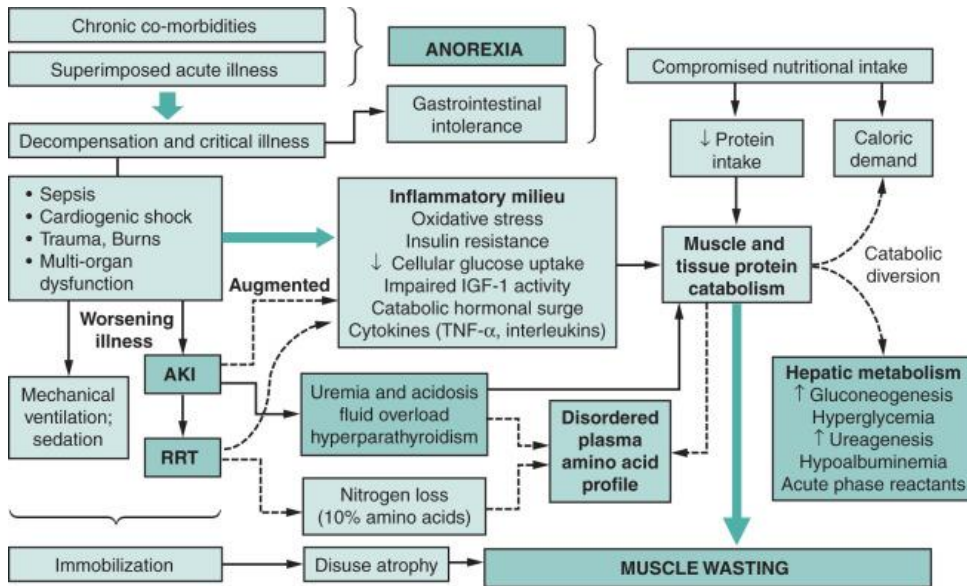 Chronic co-morbidities
Superimposed acute illness
ANOREXIA
Compromised nutritional intake
Decompensation and critical illness
Gastrointestinal
intolerance
↓ Protein
intake
Caloric
demand
• Sepsis
• Cardiogenic shock
• Trauma, Burns
• Multi-organ
dysfunction
Inflammatory milieu
Oxidative stress
Insulin resistance
↓ Cellular glucose uptake
Impaired IGF-1 activity
Catabolic hormonal surge
Cytokines (TNF-α, interleukins)
Muscle and
tissue protein
catabolism
Catabolic
diversion
Augmented
Worsening
illness
AKI
Mechanical
ventilation;
sedation
RRT
Uremia and acidosis
fluid overload
hyperparathyroidism
Disordered
plasma
amino acid
profile
Hepatic metabolism
↑ Gluconeogenesis
Hyperglycemia
↑ Ureagenesis
Hypoalbuminemia
Acute phase reactants
Nitrogen loss
(10% amino acids)
Immobilization
Disuse atrophy
MUSCLE WASTING